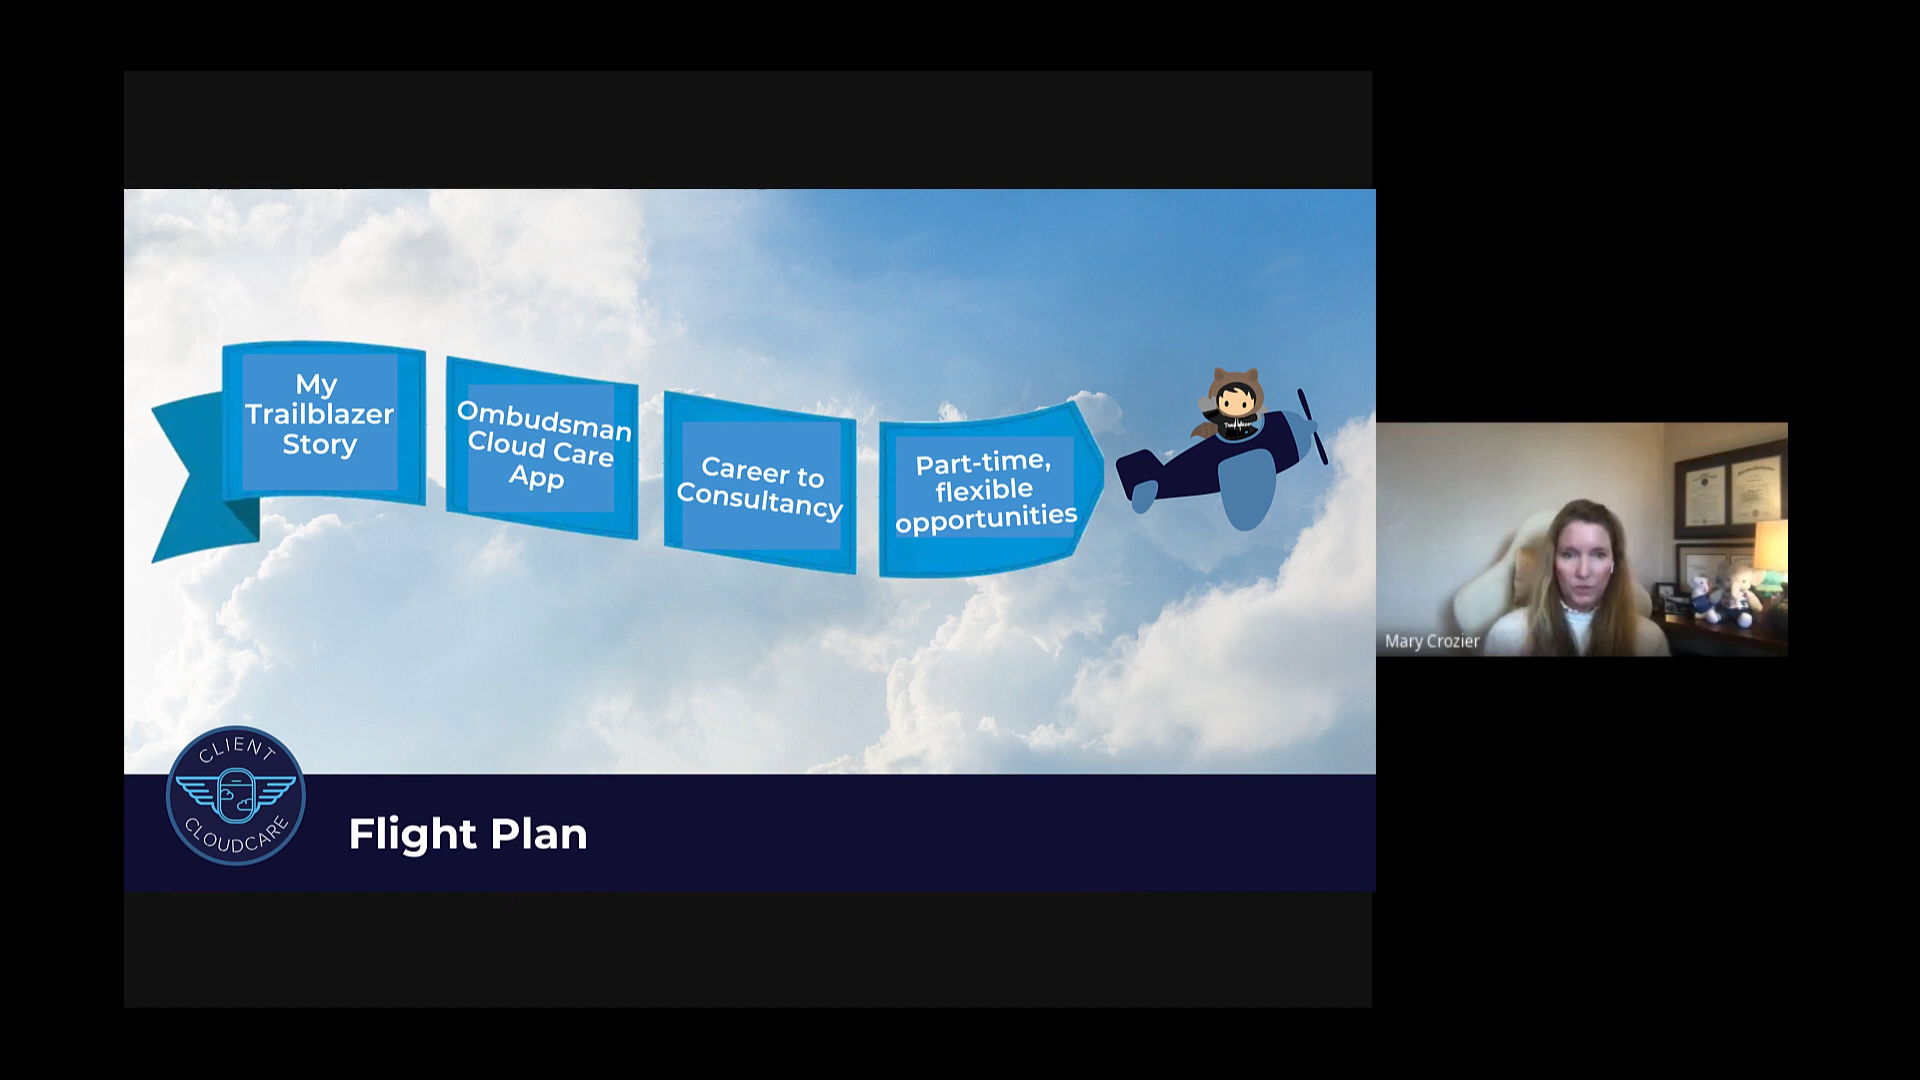 My
Trailblazer
Story
Ombudsman
Cloud Care
App
Career to
Consultancy
Part-time,
flexible
opportunities
CLIENT
CLOUDCARE
Flight Plan
Mary Crozier